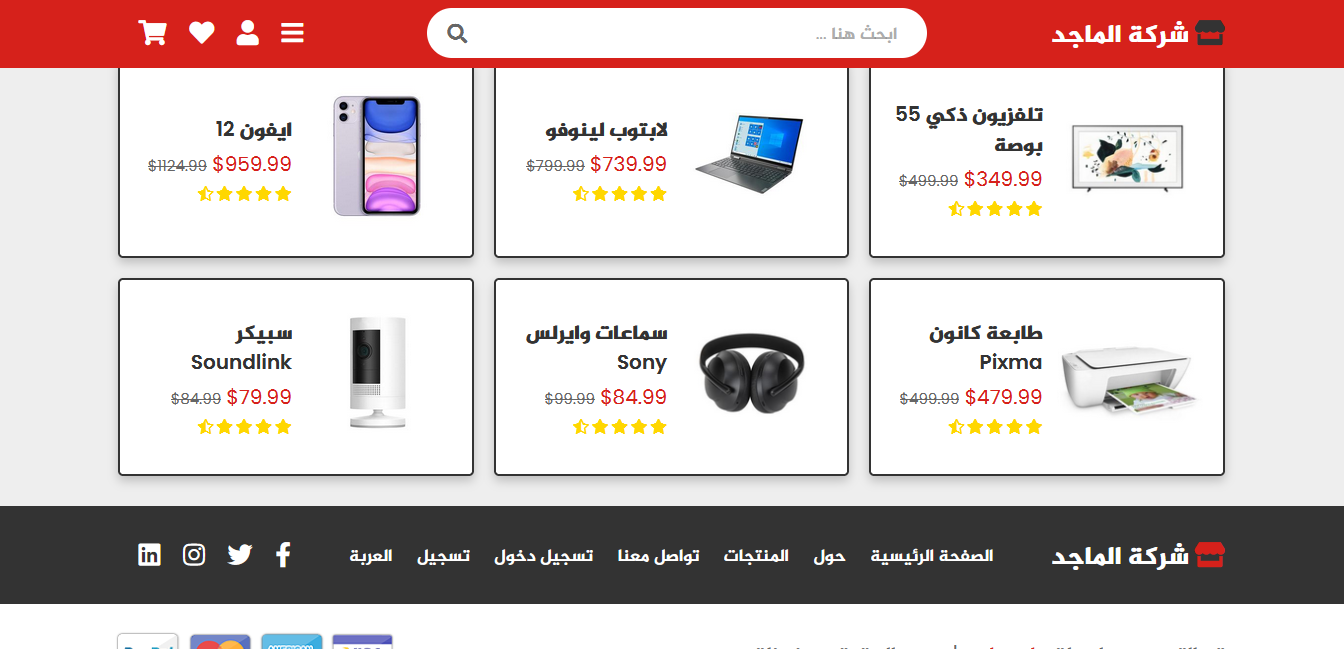 شركة الماجد
ابحث هنا ...
تلفزيون ذكي 55
بوصة
$349.99 $499.99
لابتوب لينوفو
$739.99 $799.99
ايفون 12
$959.99 $1124.99
طابعة كانون
Pixma
$479.99 $499.99
سماعات وايرلس
Sony
$84.99 $99.99
سبيكر
Soundlink
$79.99 $84.99
شركة الماجد
الصفحة الرئيسية حول المنتجات تواصل معنا تسجيل دخول تسجيل العربة